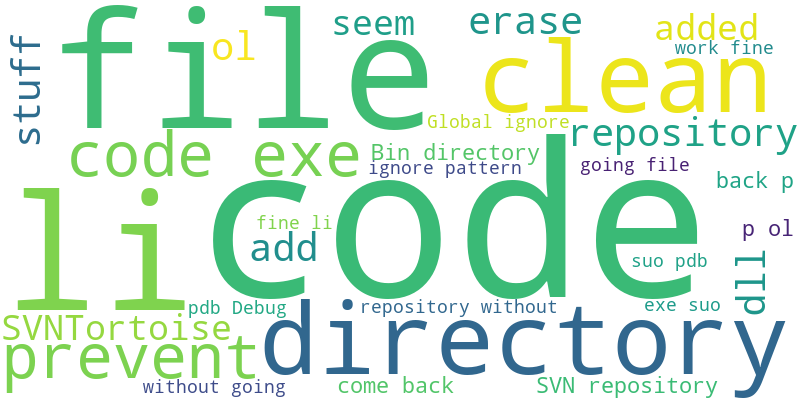 file
stuff
ol
seem
erase
added
work fine
clean
Global ignore
repository
code exe
Bin directory
ignore pattern
going file
back p
li
code
fine li
add
p ol
suo pdb
dll
pdb Debug
repository without
exe suo
SVNTortoise
directory
prevent
without going
come back
SVN repository